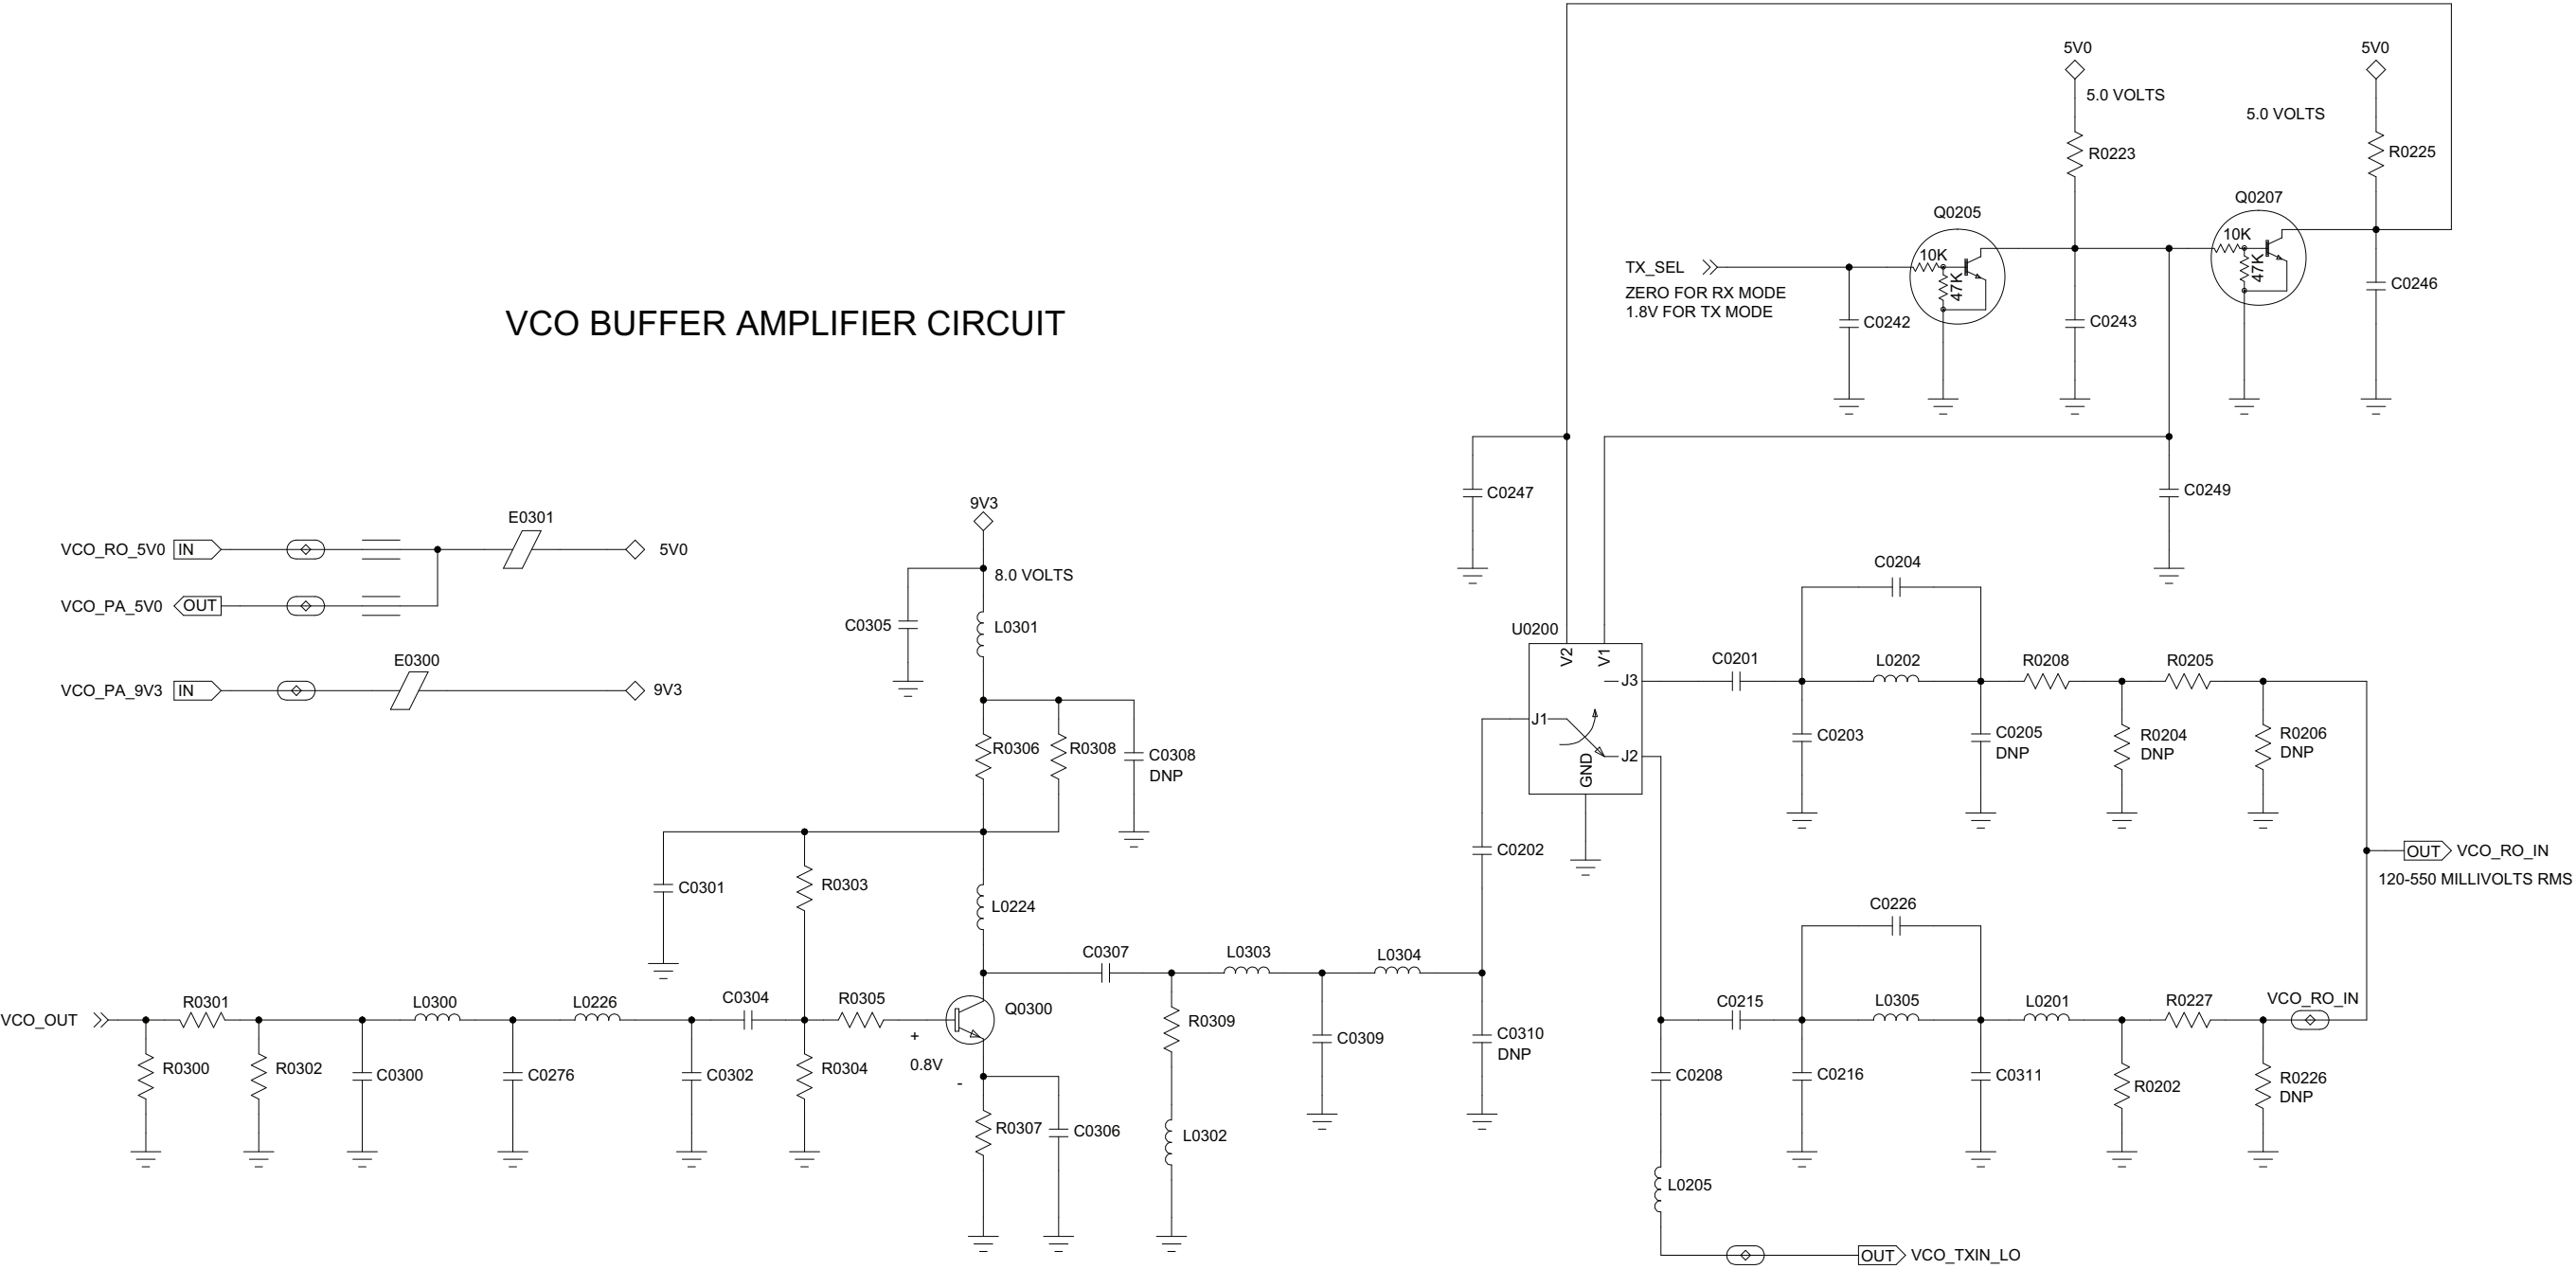 5V0
5V0
5.0 VOLTS
5.0 VOLTS
R0223
R0225
Q0207
Q0205
10K
47K
10K
47K
TX_SEL
ZERO FOR RX MODE
1.8V FOR TX MODE
C0242
C0243
C0246
VCO BUFFER AMPLIFIER CIRCUIT
C0247
C0249
9V3
E0301
VCO_RO_5V0 IN
5V0
8.0 VOLTS
VCO_PA_5V0 OUT
C0305
L0301
E0300
VCO_PA_9V3 IN
9V3
U0200
V2
V1
J3
J1
J2
GND
C0204
C0201
L0202
R0208
R0205
C0203
C0205
DNP
R0204
DNP
R0206
DNP
R0306
R0308
C0308
DNP
C0202
OUT VCO_RO_IN
120-550 MILLIVOLTS RMS
C0301
R0303
L0224
C0226
C0307
L0303
L0304
VCO_OUT
R0301
L0300
L0226
C0304
R0305
Q0300
R0309
C0309
C0310
DNP
C0215
L0305
L0201
R0227
VCO_RO_IN
R0300
R0302
C0300
C0276
C0302
R0304
+
0.8V
-
C0208
C0216
C0311
R0202
R0226
DNP
R0307
C0306
L0302
L0205
OUT VCO_TXIN_LO